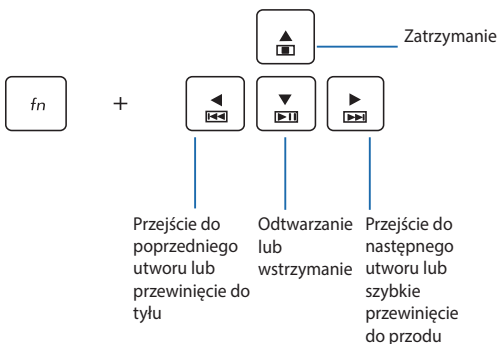 Zatrzymanie
fn
+
Przejście do
poprzedniego
utworu lub
przewinięcie do
tyłu
Odtwarzanie
lub
wstrzymanie
Przejście do
następnego
utworu lub
szybkie
przewinięcie
do przodu